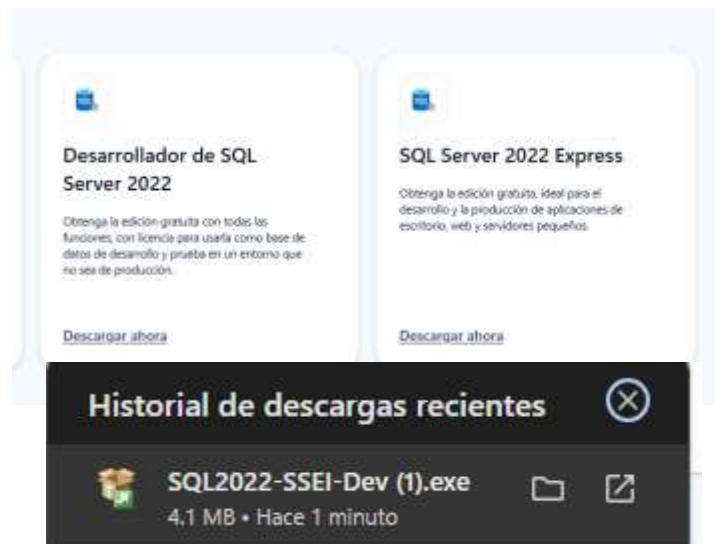 Desarrollador de SQL
Server 2022
Obtenga la edición gratuita con todas las
funciones, con licencia para usarla como base de
datos de desarrollo y prueba en un entorno que
no sea de producción.
Descargar ahora
SQL Server 2022 Express
Obtenga la edición gratuita, ideal para el
desarrollo y la producción de aplicaciones de
escritorio, web y servidores pequeños.
Descargar ahora
Historial de descargas recientes
SQL2022-SSEI-Dev (1).exe
4.1 MB • Hace 1 minuto